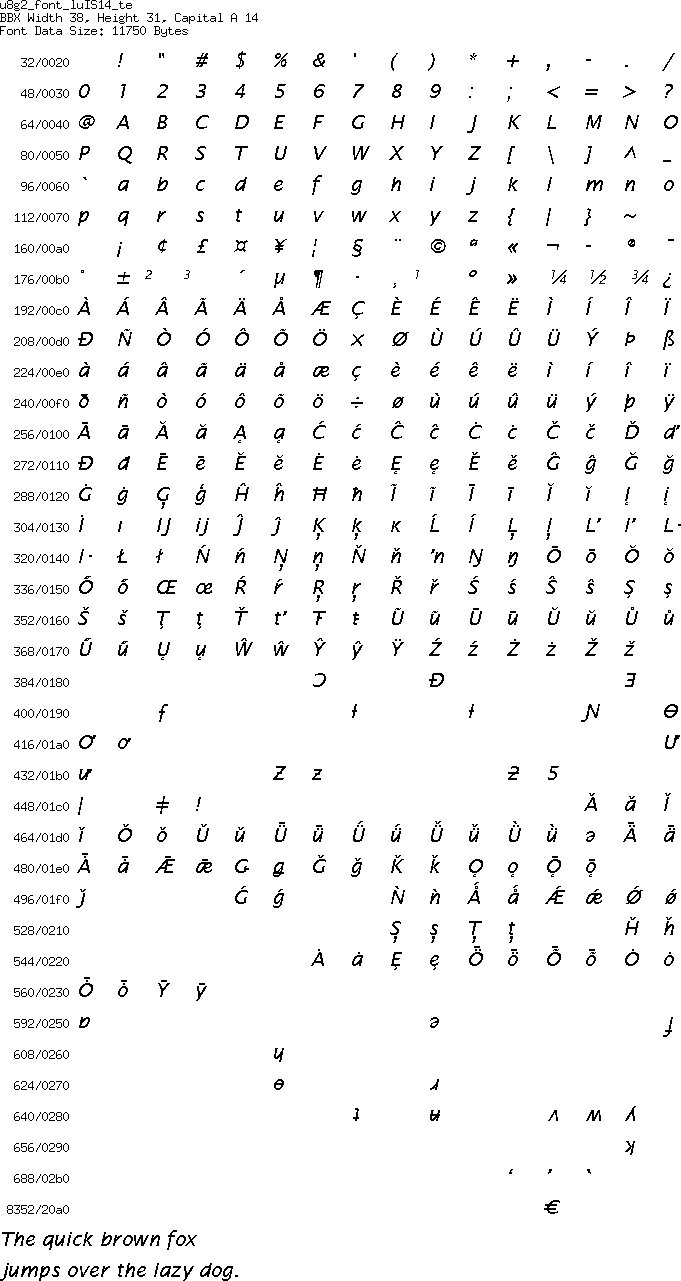 u8g2_font_luIS14_te
BBX Width 38, Height 31, Capital A 14
Font Data Size: 11750 Bytes
32/0020 ! " # $ % & ' ( ) * + , - . /
48/0030 0 1 2 3 4 5 6 7 8 9 : ; < = > ?
64/0040 @ A B C D E F G H I J K L M N O
80/0050 P Q R S T U V W X Y Z [ \ ] ^ _
96/0060 ` a b c d e f g h i j k l m n o
112/0070 p q r s t u v w x y z { | } ~
160/00a0 ¡ ¢ £ ¤ ¥ ¦ § ¨ © ª « ¬ - ® ¯
176/00b0 ° ± ² ³ ´ µ ¶ · ¸ ¹ º » ¼ ½ ¾ ¿
192/00c0 À Á Â Ã Ä Å Æ Ç È É Ê Ë Ì Í Î Ï
208/00d0 Ð Ñ Ò Ó Ô Õ Ö × Ø Ù Ú Û Ü Ý Þ ß
224/00e0 à á â ã ä å æ ç è é ê ë ì í î ï
240/00f0 ð ñ ò ó ô õ ö ÷ ø ù ú û ü ý þ ÿ
256/0100 Ā ā Ă ă Ą ą Ć ć Ĉ ĉ Ċ ċ Č č Ď ď
272/0110 Đ đ Ē ē Ĕ ĕ Ė ė Ę ę Ě ě Ĝ ĝ Ğ ğ
288/0120 Ġ ġ Ģ ģ Ĥ ĥ Ħ ħ Ĩ ĩ Ī ī Ĭ ĭ Į į
304/0130 İ ı Ĳ ĳ Ĵ ĵ Ķ ķ ĸ Ĺ ĺ Ļ ļ Ľ ľ Ŀ
320/0140 ŀ Ł ł Ń ń Ņ ņ Ň ň ŉ Ŋ ŋ Ō ō Ŏ ŏ
336/0150 Ő ő Œ œ Ŕ ŕ Ŗ ŗ Ř ř Ś ś Ŝ ŝ Ş ş
352/0160 Š š Ţ ţ Ť ť Ŧ ŧ Ũ ũ Ū ū Ŭ ŭ Ů ů
368/0170 Ű ű Ų ų Ŵ ŵ Ŷ ŷ Ÿ Ź ź Ż ż Ž ž
384/0180 Ɔ Ɖ Ǝ
400/0190 ƒ Ɨ ƚ Ɲ Ɵ
416/01a0 Ơ ơ Ư
432/01b0 ư Ƶ ƶ ƻ Ƽ
448/01c0 ǀ ǂ ǃ Ǎ ǎ Ǐ
464/01d0 ǐ Ǒ ǒ Ǔ ǔ Ǖ ǖ Ǘ ǘ Ǚ ǚ Ǜ ǜ ǝ Ǟ ǟ
480/01e0 Ǡ ǡ Ǣ ǣ Ǥ ǥ Ǧ ǧ Ǩ ǩ Ǫ ǫ Ǭ ǭ
496/01f0 ǰ Ǵ ǵ Ǹ ǹ Ǻ ǻ Ǽ ǽ Ǿ ǿ
528/0210 Ș ș Ț ț Ȟ ȟ
544/0220 Ȧ ȧ Ȩ ȩ Ȫ ȫ Ȭ ȭ Ȯ ȯ
560/0230 Ȱ ȱ Ȳ ȳ
592/0250 ɐ ə ɟ
608/0260 ɥ
624/0270 ɵ ɹ
640/0280 ʇ ʉ ʌ ʍ ʎ
656/0290 ʞ
688/02b0 ʻ ʼ ʽ
8352/20a0 €
The quick brown fox
jumps over the lazy dog.